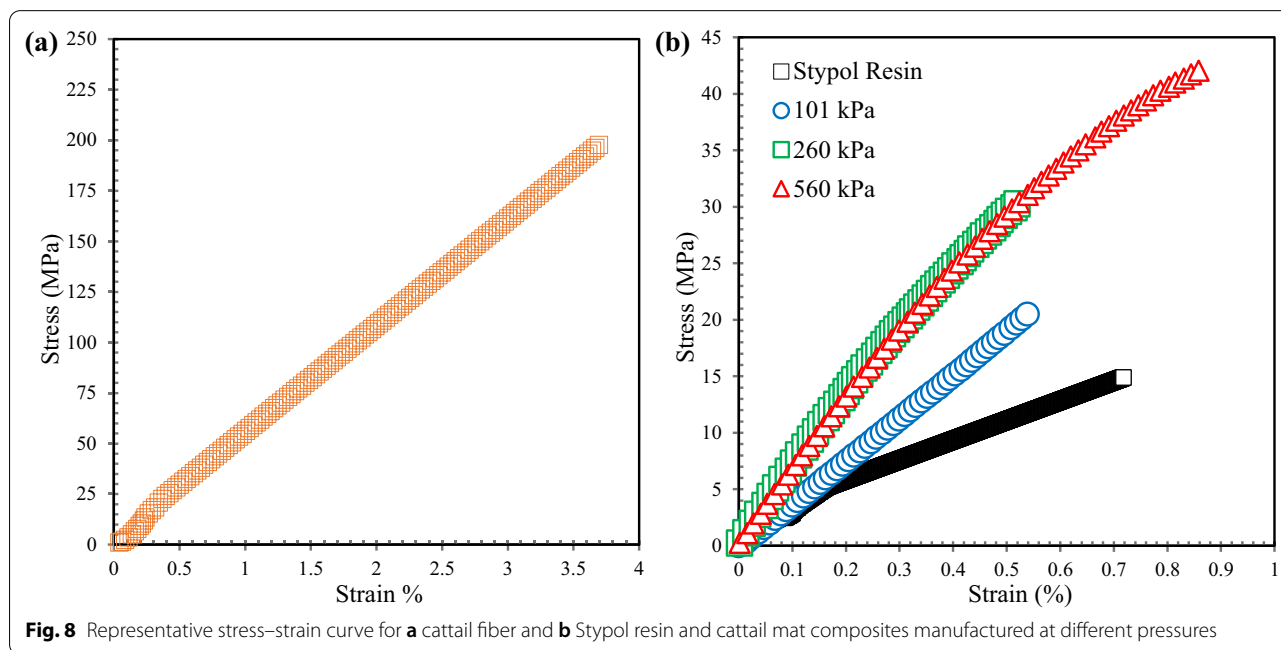 (a)
250
225
200
175
150
125
100
75
50
25
0
Stress (MPa)
0 0.5 1 1.5 2 2.5 3 3.5 4
Strain %
(b)
45
40
35
30
25
20
15
10
5
0
Stress (MPa)
Stypol Resin
101 kPa
260 kPa
560 kPa
0 0.1 0.2 0.3 0.4 0.5 0.6 0.7 0.8 0.9 1
Strain (%)
Fig. 8 Representative stress–strain curve for a cattail fiber and b Stypol resin and cattail mat composites manufactured at different pressures